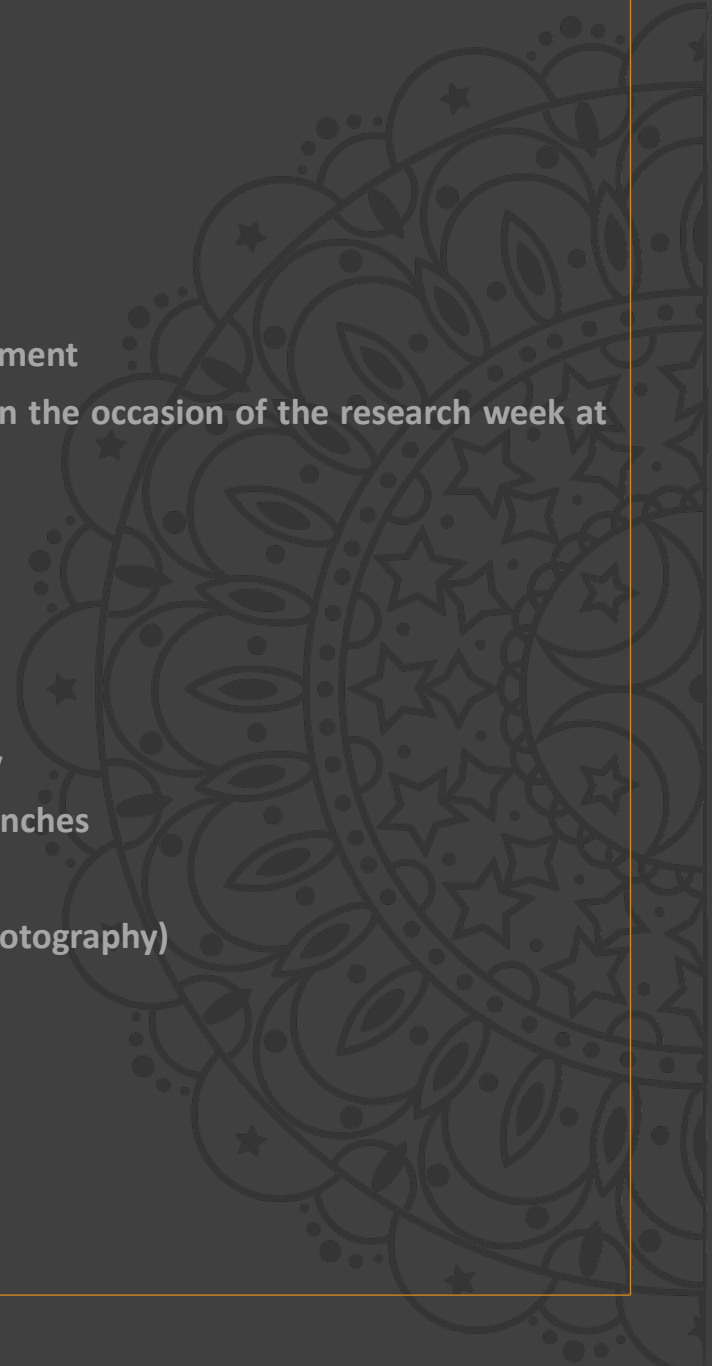 ment
n the occasion of the research week at
nches
otography)